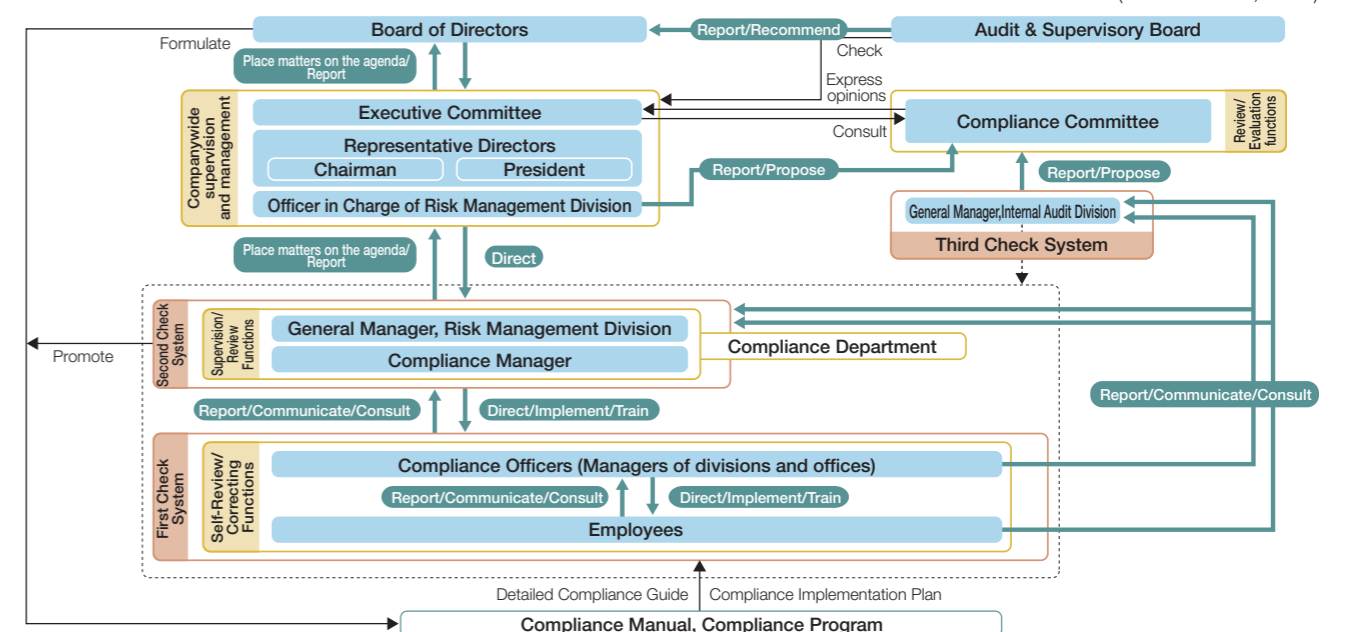 Board of Directors
Report/Recommend
Audit & Supervisory Board
Formulate
Check
Place matters on the agenda/
Report
Express
opinions
Companywide
supervision
and management
Executive Committee
Consult
Compliance Committee
Review/
Evaluation
functions
Representative Directors
Chairman
President
Report/Propose
Report/Propose
Officer in Charge of Risk Management Division
General Manager,Internal Audit Division
Third Check System
Place matters on the agenda/
Report
Direct
Second Check
System
Supervision/
Review
Functions
General Manager, Risk Management Division
Compliance Manager
Compliance Department
Promote
Report/Communicate/Consult
Direct/Implement/Train
Report/Communicate/Consult
First Check
System
Self-Review/
Correcting
Functions
Compliance Officers (Managers of divisions and offices)
Report/Communicate/Consult
Direct/Implement/Train
Employees
Detailed Compliance Guide
Compliance Implementation Plan
Compliance Manual, Compliance Program